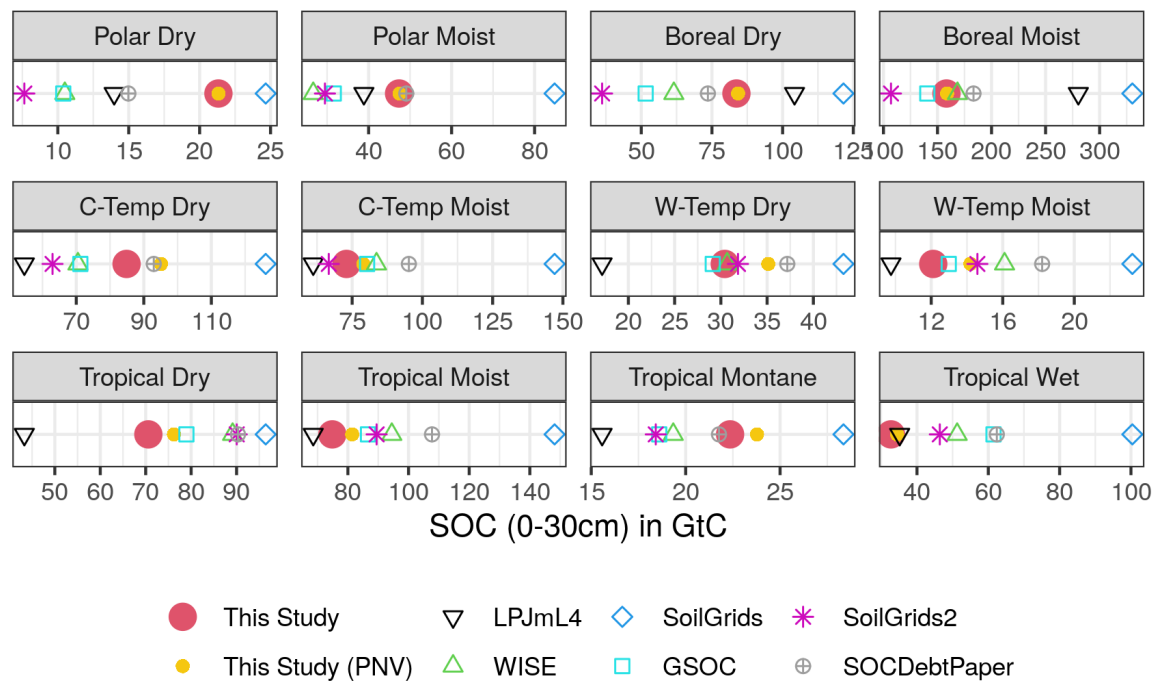 Polar Dry Polar Moist Boreal Dry Boreal Moist
10 15 20 25 40 60 80 50 75 100 125 100 150 200 250 300
C-Temp Dry C-Temp Moist W-Temp Dry W-Temp Moist
70 90 110 75 100 125 150 20 25 30 35 40 12 16 20
Tropical Dry Tropical Moist Tropical Montane Tropical Wet
50 60 70 80 90 80 100 120 140 15 20 25 40 60 80 100
SOC (0-30cm) in GtC
This Study LPJmL4 SoilGrids SoilGrids2
This Study (PNV) WISE GSOC SOCDebtPaper